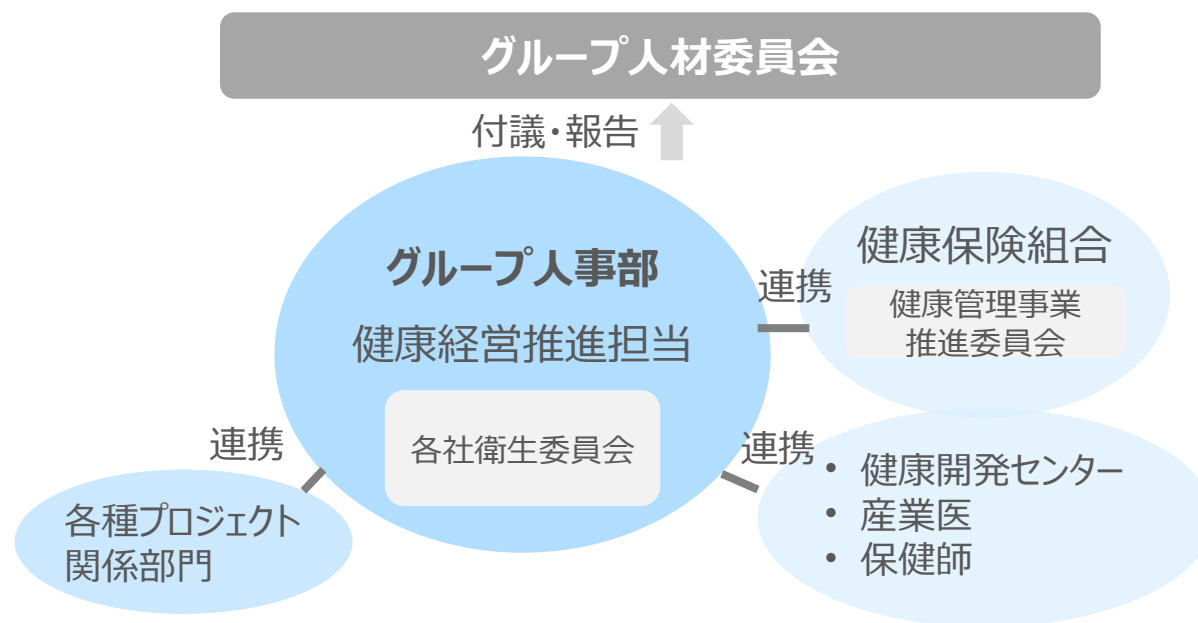 グループ人材委員会
付議・報告
グループ人事部
健康経営推進担当
各社衛生委員会
連携
健康保険組合
健康管理事業
推進委員会
連携
各種プロジェクト
関係部門
連携
• 健康開発センター
• 産業医
• 保健師